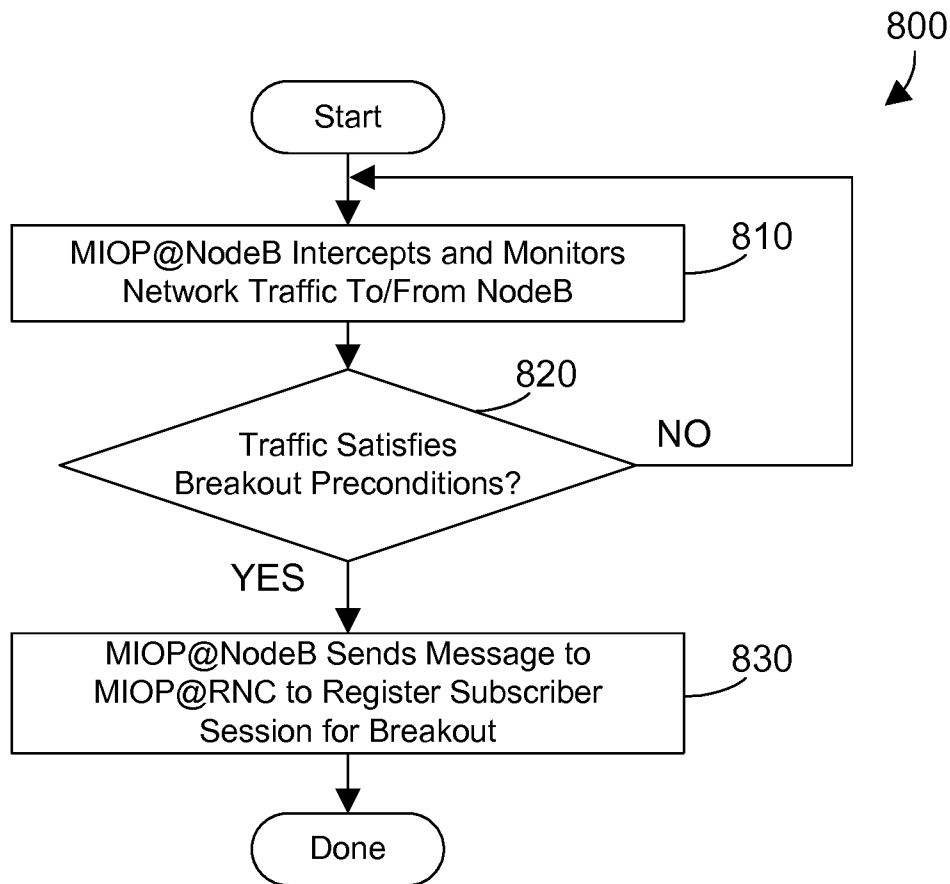 800
Start
MIOP@NodeB Intercepts and Monitors
Network Traffic To/From NodeB
810
820
Traffic Satisfies
Breakout Preconditions?
NO
YES
MIOP@NodeB Sends Message to
MIOP@RNC to Register Subscriber
Session for Breakout
830
Done